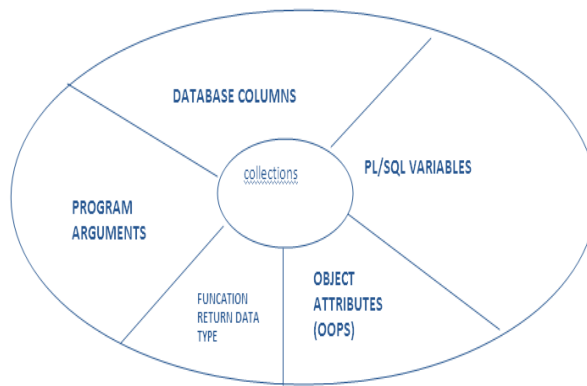 DATABASE COLUMNS
collections
PL/SQL VARIABLES
PROGRAM
ARGUMENTS
FUNCATION
RETURN DATA
TYPE
OBJECT
ATTRIBUTES
(OOPS)